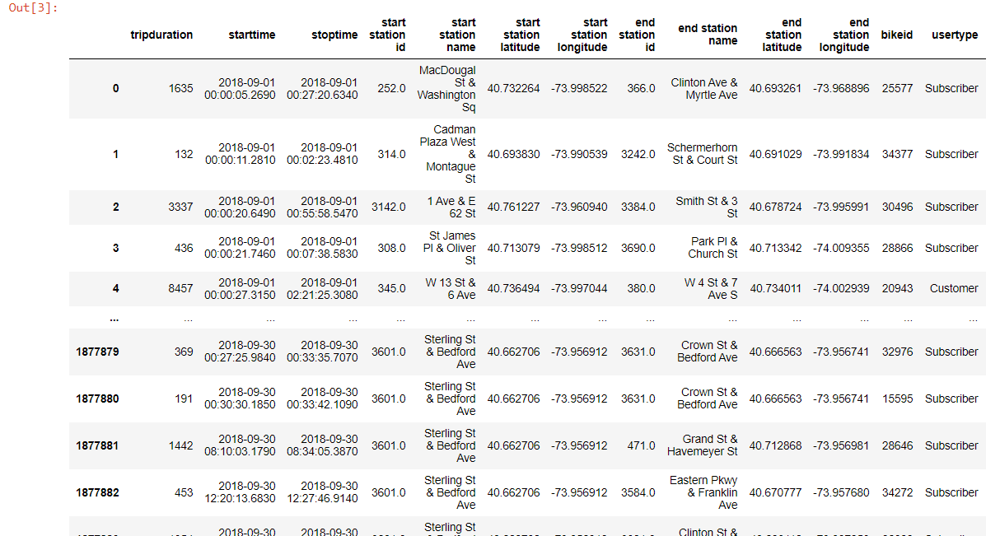 Out[3]:
tripduration starttime stoptime start station id start station name start station latitude start station longitude end station id end station name end station latitude end station longitude bikeid usertype
0 1635 2018-09-01 00:00:05.2690 2018-09-01 00:27:20.6340 252.0 MacDougal St & Washington Sq 40.732264 -73.998522 366.0 Clinton Ave & Myrtle Ave 40.693261 -73.968896 25577 Subscriber
1 132 2018-09-01 00:00:11.2810 2018-09-01 00:02:23.4810 314.0 Cadman Plaza West & Montague St 40.693830 -73.990539 3242.0 Schermerhorn St & Court St 40.691029 -73.991834 34377 Subscriber
2 3337 2018-09-01 00:00:20.6490 2018-09-01 00:55:58.5470 3142.0 1 Ave & E 62 St 40.761227 -73.960940 3384.0 Smith St & 3 St 40.678724 -73.995991 30496 Subscriber
3 436 2018-09-01 00:00:21.7460 2018-09-01 00:07:38.5830 308.0 St James Pl & Oliver St 40.713079 -73.998512 3690.0 Park Pl & Church St 40.713342 -74.009355 28866 Subscriber
4 8457 2018-09-01 00:00:27.3150 2018-09-01 02:21:25.3080 345.0 W 13 St & 6 Ave 40.736494 -73.997044 380.0 W 4 St & 7 Ave S 40.734011 -74.002939 20943 Customer
... ... ... ... ... ... ... ... ... ... ... ... ... ...
1877879 369 2018-09-30 00:27:25.9840 2018-09-30 00:33:35.7070 3601.0 Sterling St & Bedford Ave 40.662706 -73.956912 3631.0 Crown St & Bedford Ave 40.666563 -73.956741 32976 Subscriber
1877880 191 2018-09-30 00:30:30.1850 2018-09-30 00:33:42.1090 3601.0 Sterling St & Bedford Ave 40.662706 -73.956912 3631.0 Crown St & Bedford Ave 40.666563 -73.956741 15595 Subscriber
1877881 1442 2018-09-30 08:10:03.1790 2018-09-30 08:34:05.3870 3601.0 Sterling St & Bedford Ave 40.662706 -73.956912 471.0 Grand St & Havemeyer St 40.712868 -73.956981 28646 Subscriber
1877882 453 2018-09-30 12:20:13.6830 2018-09-30 12:27:46.9140 3601.0 Sterling St & Bedford Ave 40.662706 -73.956912 3584.0 Eastern Pkwy & Franklin Ave 40.670777 -73.957680 34272 Subscriber
2018-09-30 2018-09-30 Sterling St Clinton St &